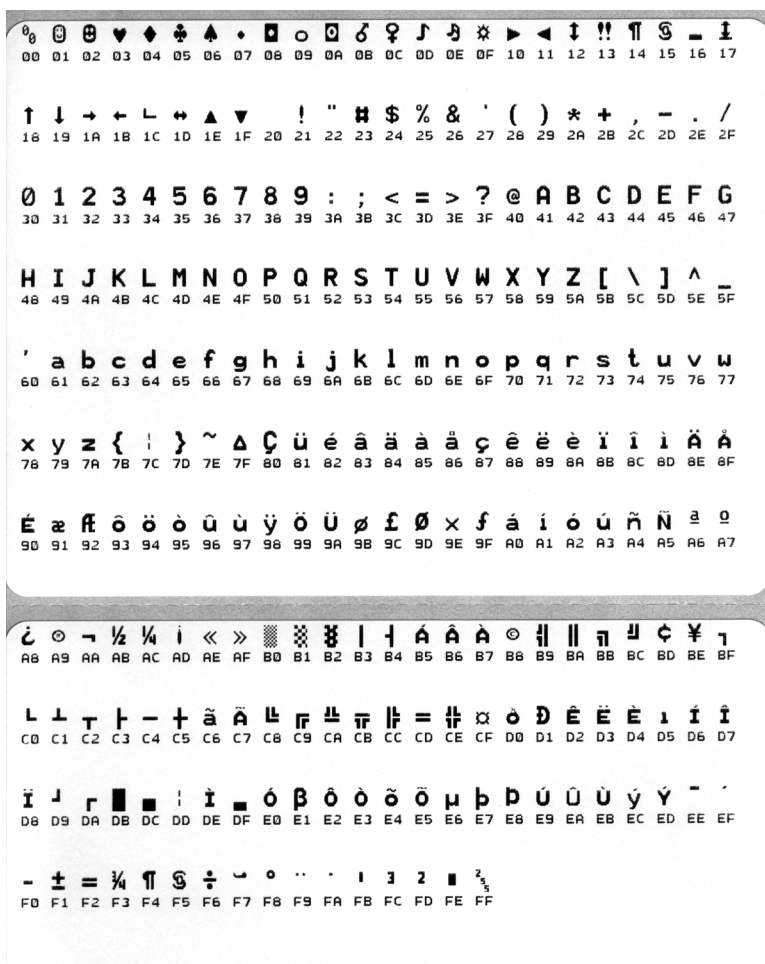 ⁰₀ ☺ ☻ ♥ ♦ ♣ ♠ • ◘ ○ ◙ ♂ ♀ ♪ ♫ ☼ ► ◄ ↕ ‼ ¶ § ▬ ↨
00 01 02 03 04 05 06 07 08 09 0A 0B 0C 0D 0E 0F 10 11 12 13 14 15 16 17
↑ ↓ → ← ∟ ↔ ▲ ▼ ! " # $ % & ' ( ) * + , - . /
18 19 1A 1B 1C 1D 1E 1F 20 21 22 23 24 25 26 27 28 29 2A 2B 2C 2D 2E 2F
0 1 2 3 4 5 6 7 8 9 : ; < = > ? @ A B C D E F G
30 31 32 33 34 35 36 37 38 39 3A 3B 3C 3D 3E 3F 40 41 42 43 44 45 46 47
H I J K L M N O P Q R S T U V W X Y Z [ \ ] ^ _
48 49 4A 4B 4C 4D 4E 4F 50 51 52 53 54 55 56 57 58 59 5A 5B 5C 5D 5E 5F
' a b c d e f g h i j k l m n o p q r s t u v w
60 61 62 63 64 65 66 67 68 69 6A 6B 6C 6D 6E 6F 70 71 72 73 74 75 76 77
x y z { ¦ } ~ ∆ Ç ü é â ä à å ç ê ë è ï î ì Ä Å
78 79 7A 7B 7C 7D 7E 7F 80 81 82 83 84 85 86 87 88 89 8A 8B 8C 8D 8E 8F
É æ Æ ô ö ò û ù ÿ Ö Ü ø £ Ø × ƒ á í ó ú ñ Ñ ª º
90 91 92 93 94 95 96 97 98 99 9A 9B 9C 9D 9E 9F A0 A1 A2 A3 A4 A5 A6 A7
¿ ® ¬ ½ ¼ ¡ « » ░ ▒ ▓ │ ┤ Á Â À © ╣ ║ ╗ ╝ ¢ ¥ ┐
A8 A9 AA AB AC AD AE AF B0 B1 B2 B3 B4 B5 B6 B7 B8 B9 BA BB BC BD BE BF
└ ┴ ┬ ├ ─ ┼ ã Ã ╚ ╔ ╩ ╦ ╠ ═ ╬ ¤ ð Ð Ê Ë È ı Í Î
C0 C1 C2 C3 C4 C5 C6 C7 C8 C9 CA CB CC CD CE CF D0 D1 D2 D3 D4 D5 D6 D7
Ï ┘ ┌ █ ▄ ¦ Ì ▬ Ó β Ô Ò õ Õ µ þ Þ Ú Û Ù ý Ý ¯ ´
D8 D9 DA DB DC DD DE DF E0 E1 E2 E3 E4 E5 E6 E7 E8 E9 EA EB EC ED EE EF
- ± = ¾ ¶ § ÷ ¸ ° ¨ · ¹ ³ ² ■ ²₅₅
F0 F1 F2 F3 F4 F5 F6 F7 F8 F9 FA FB FC FD FE FF